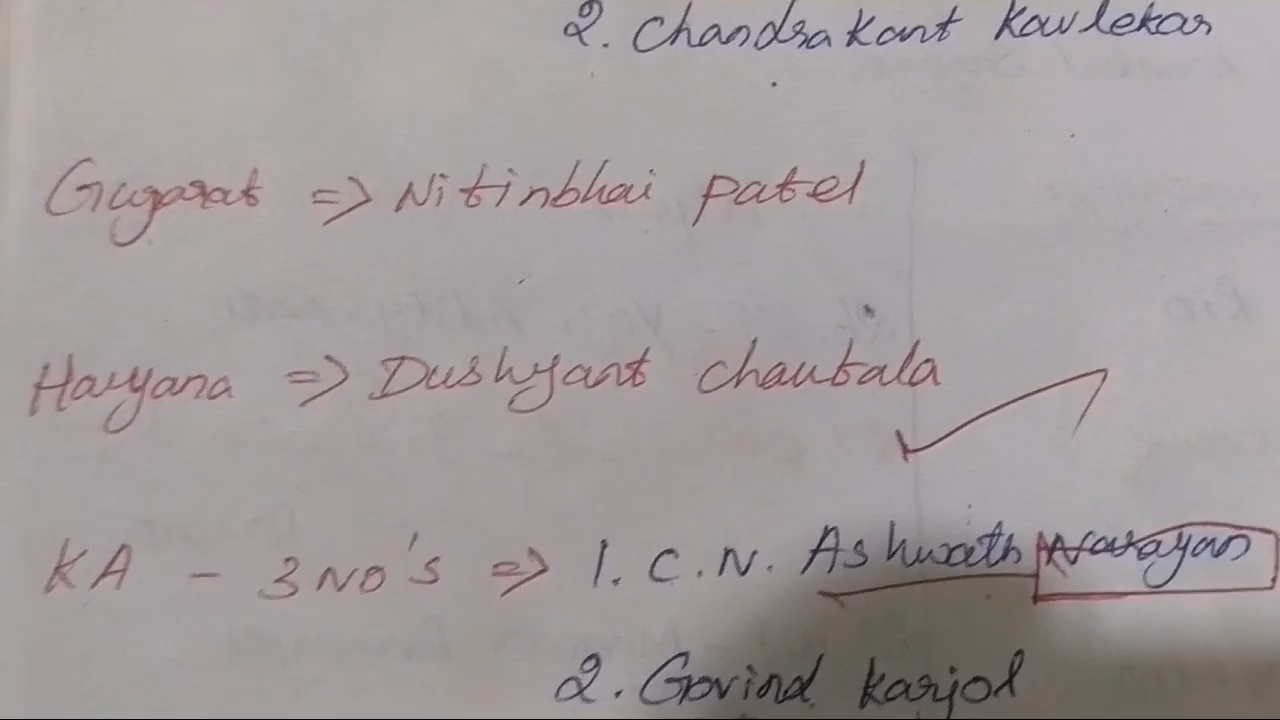 2. Chandrakant Kavlekar
Gujarat => Nitinbhai Patel
Haryana => Dushyant Chautala
KA - 3 NO's => 1. C.N. Ashwath Narayan
2. Govind Karjol